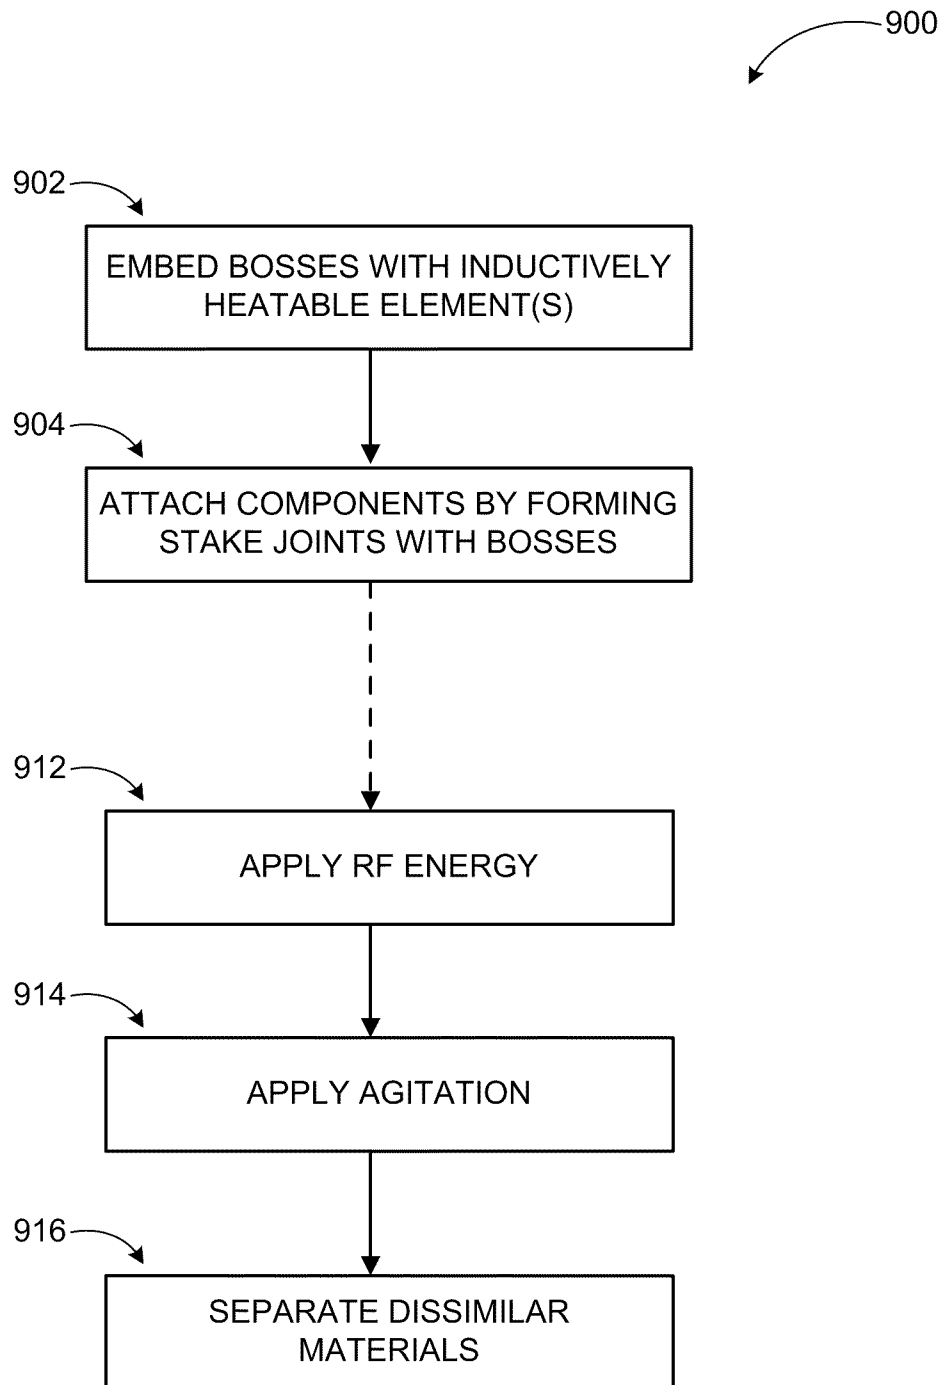 900
902
EMBED BOSSES WITH INDUCTIVELY
HEATABLE ELEMENT(S)
904
ATTACH COMPONENTS BY FORMING
STAKE JOINTS WITH BOSSES
912
APPLY RF ENERGY
914
APPLY AGITATION
916
SEPARATE DISSIMILAR
MATERIALS